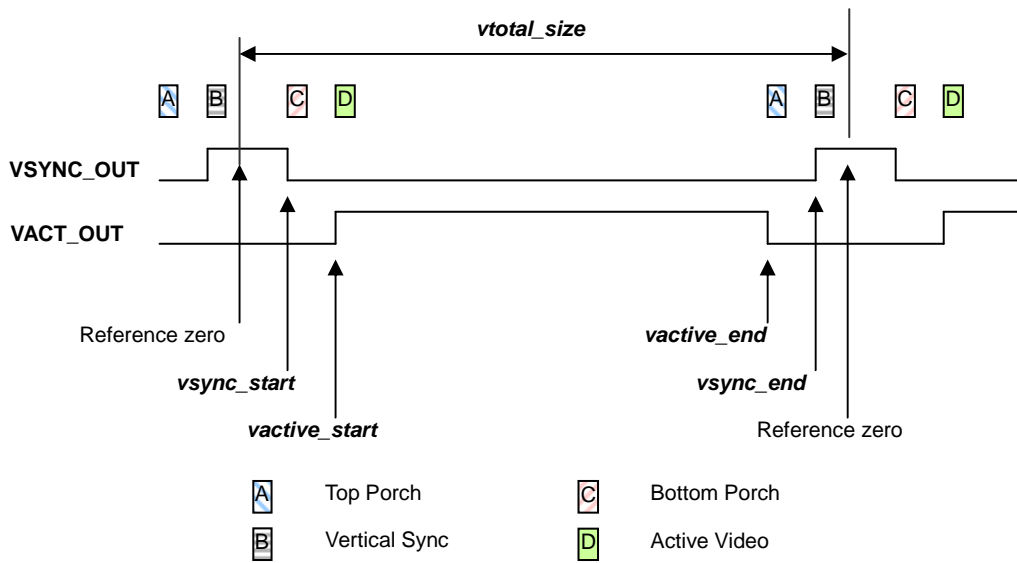 vtotal_size
A B C D A B C D
VSYNC_OUT
VACT_OUT
Reference zero vactive_end
vsync_start vsync_end
vactive_start Reference zero
A Top Porch C Bottom Porch
B Vertical Sync D Active Video